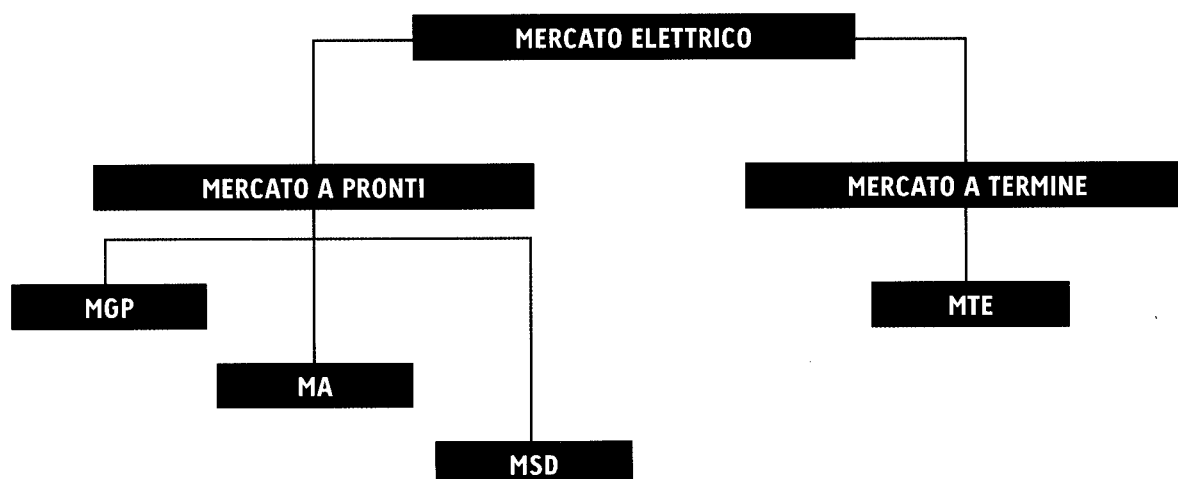 MERCATO ELETTRICO
MERCATO A PRONTI
MERCATO A TERMINE
MGP
MTE
MA
MSD